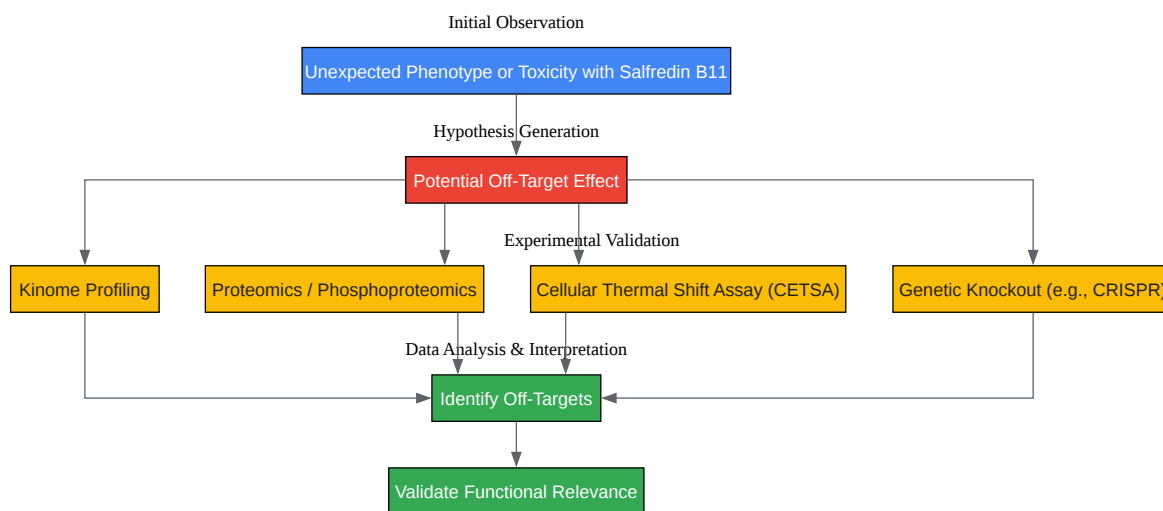 Initial Observation
Unexpected Phenotype or Toxicity with Salfredin B11
Hypothesis Generation
Potential Off-Target Effect
Experimental Validation
Kinome Profiling
Proteomics / Phosphoproteomics
Cellular Thermal Shift Assay (CETSA)
Genetic Knockout (e.g., CRISPR)
Data Analysis & Interpretation
Identify Off-Targets
Validate Functional Relevance